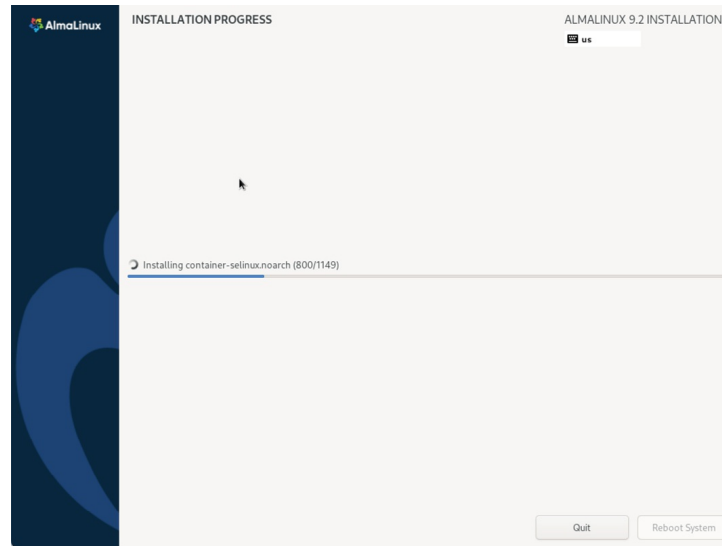 AlmaLinux
INSTALLATION PROGRESS
ALMALINUX 9.2 INSTALLATION
us
Installing container-selinux.noarch (800/1149)
Quit
Reboot System